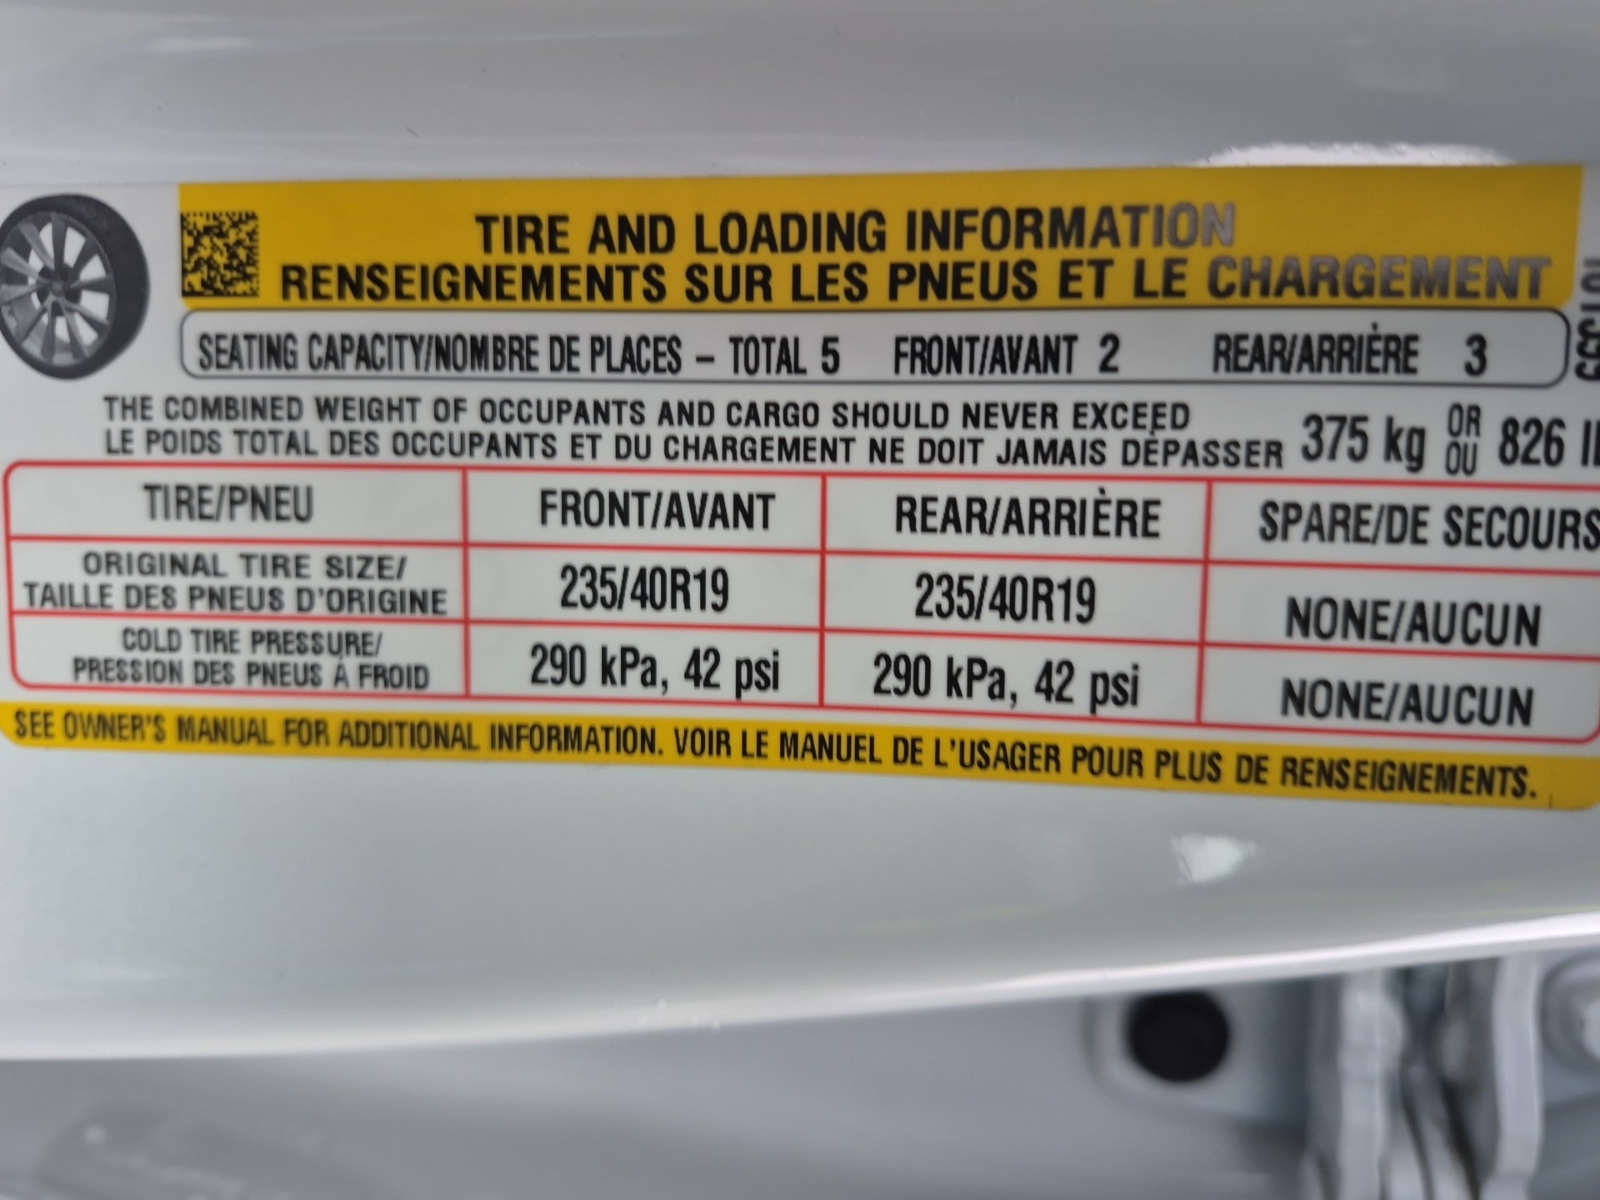 TIRE AND LOADING INFORMATION
RENSEIGNEMENTS SUR LES PNEUS ET LE CHARGEMENT
SEATING CAPACITY/NOMBRE DE PLACES – TOTAL 5 FRONT/AVANT 2 REAR/ARRIÈRE 3
THE COMBINED WEIGHT OF OCCUPANTS AND CARGO SHOULD NEVER EXCEED
LE POIDS TOTAL DES OCCUPANTS ET DU CHARGEMENT NE DOIT JAMAIS DÉPASSER 375 kg OR OU 826
TIRE/PNEU FRONT/AVANT REAR/ARRIÈRE SPARE/DE SECOURS
ORIGINAL TIRE SIZE/
TAILLE DES PNEUS D'ORIGINE 235/40R19 235/40R19 NONE/AUCUN
COLD TIRE PRESSURE/
PRESSION DES PNEUS À FROID 290 kPa, 42 psi 290 kPa, 42 psi NONE/AUCUN
SEE OWNER'S MANUAL FOR ADDITIONAL INFORMATION. VOIR LE MANUEL DE L'USAGER POUR PLUS DE RENSEIGNEMENTS.